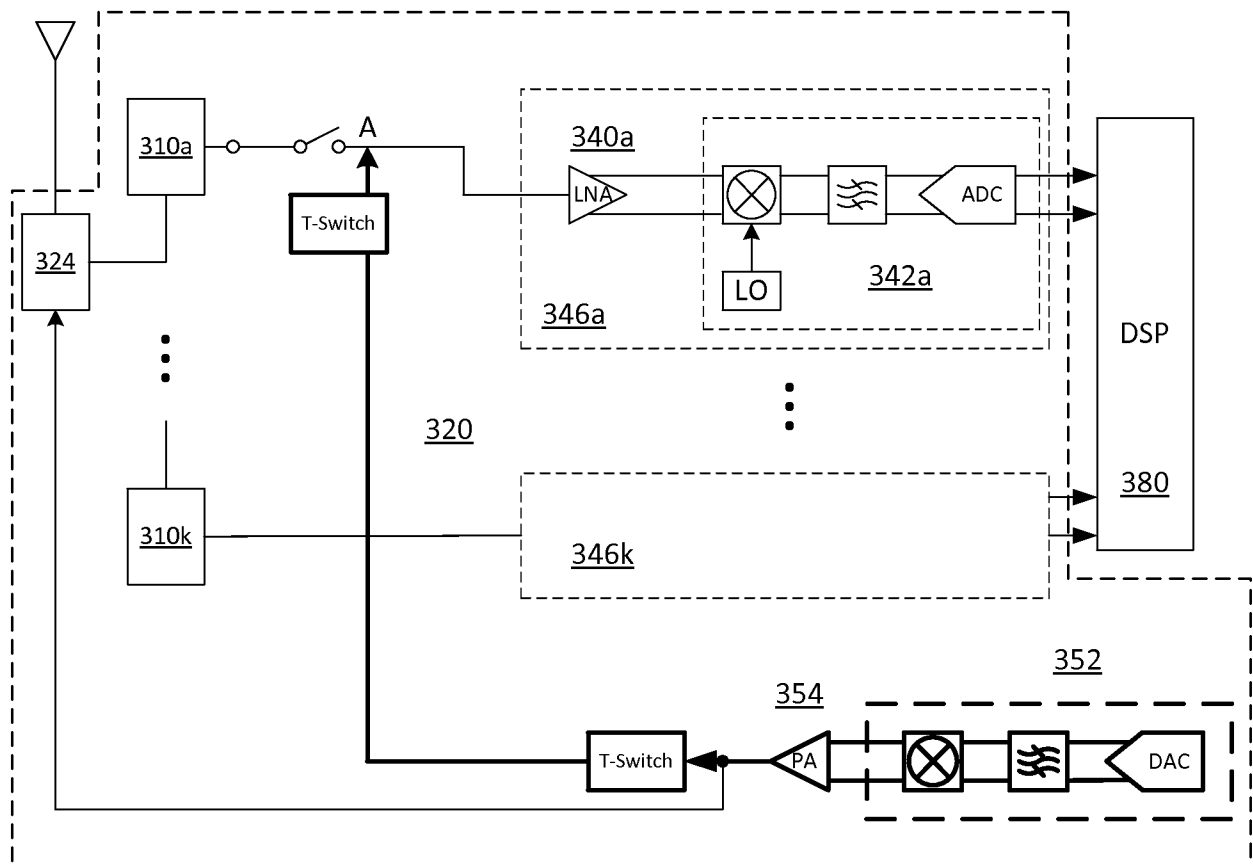 310a
A
340a
LNA
ADC
T-Switch
324
LO
342a
346a
DSP
320
380
310k
346k
352
354
T-Switch
PA
DAC